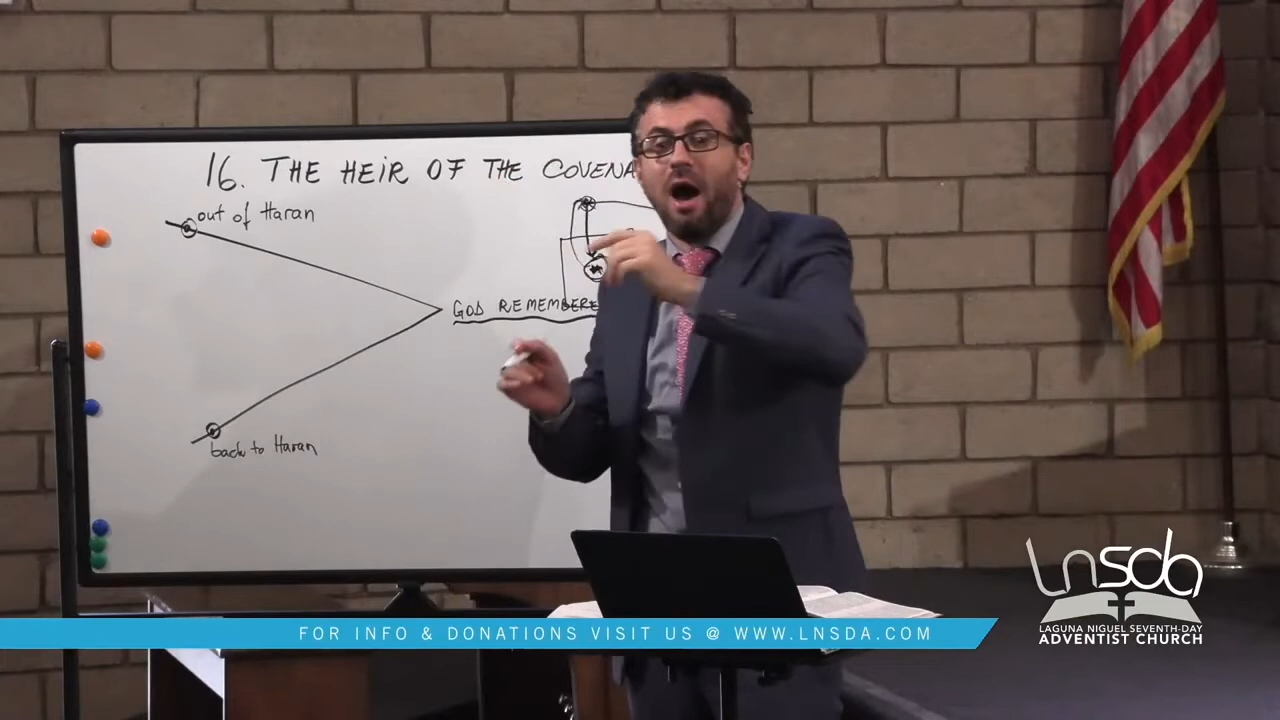 16. THE HEIR OF THE COVENA
out of Haran
GOD REMEMBERE
back to Haran
LNSDA
LAGUNA NIGUEL SEVENTH-DAY
ADVENTIST CHURCH
FOR INFO & DONATIONS VISIT US @ WWW.LNSDA.COM